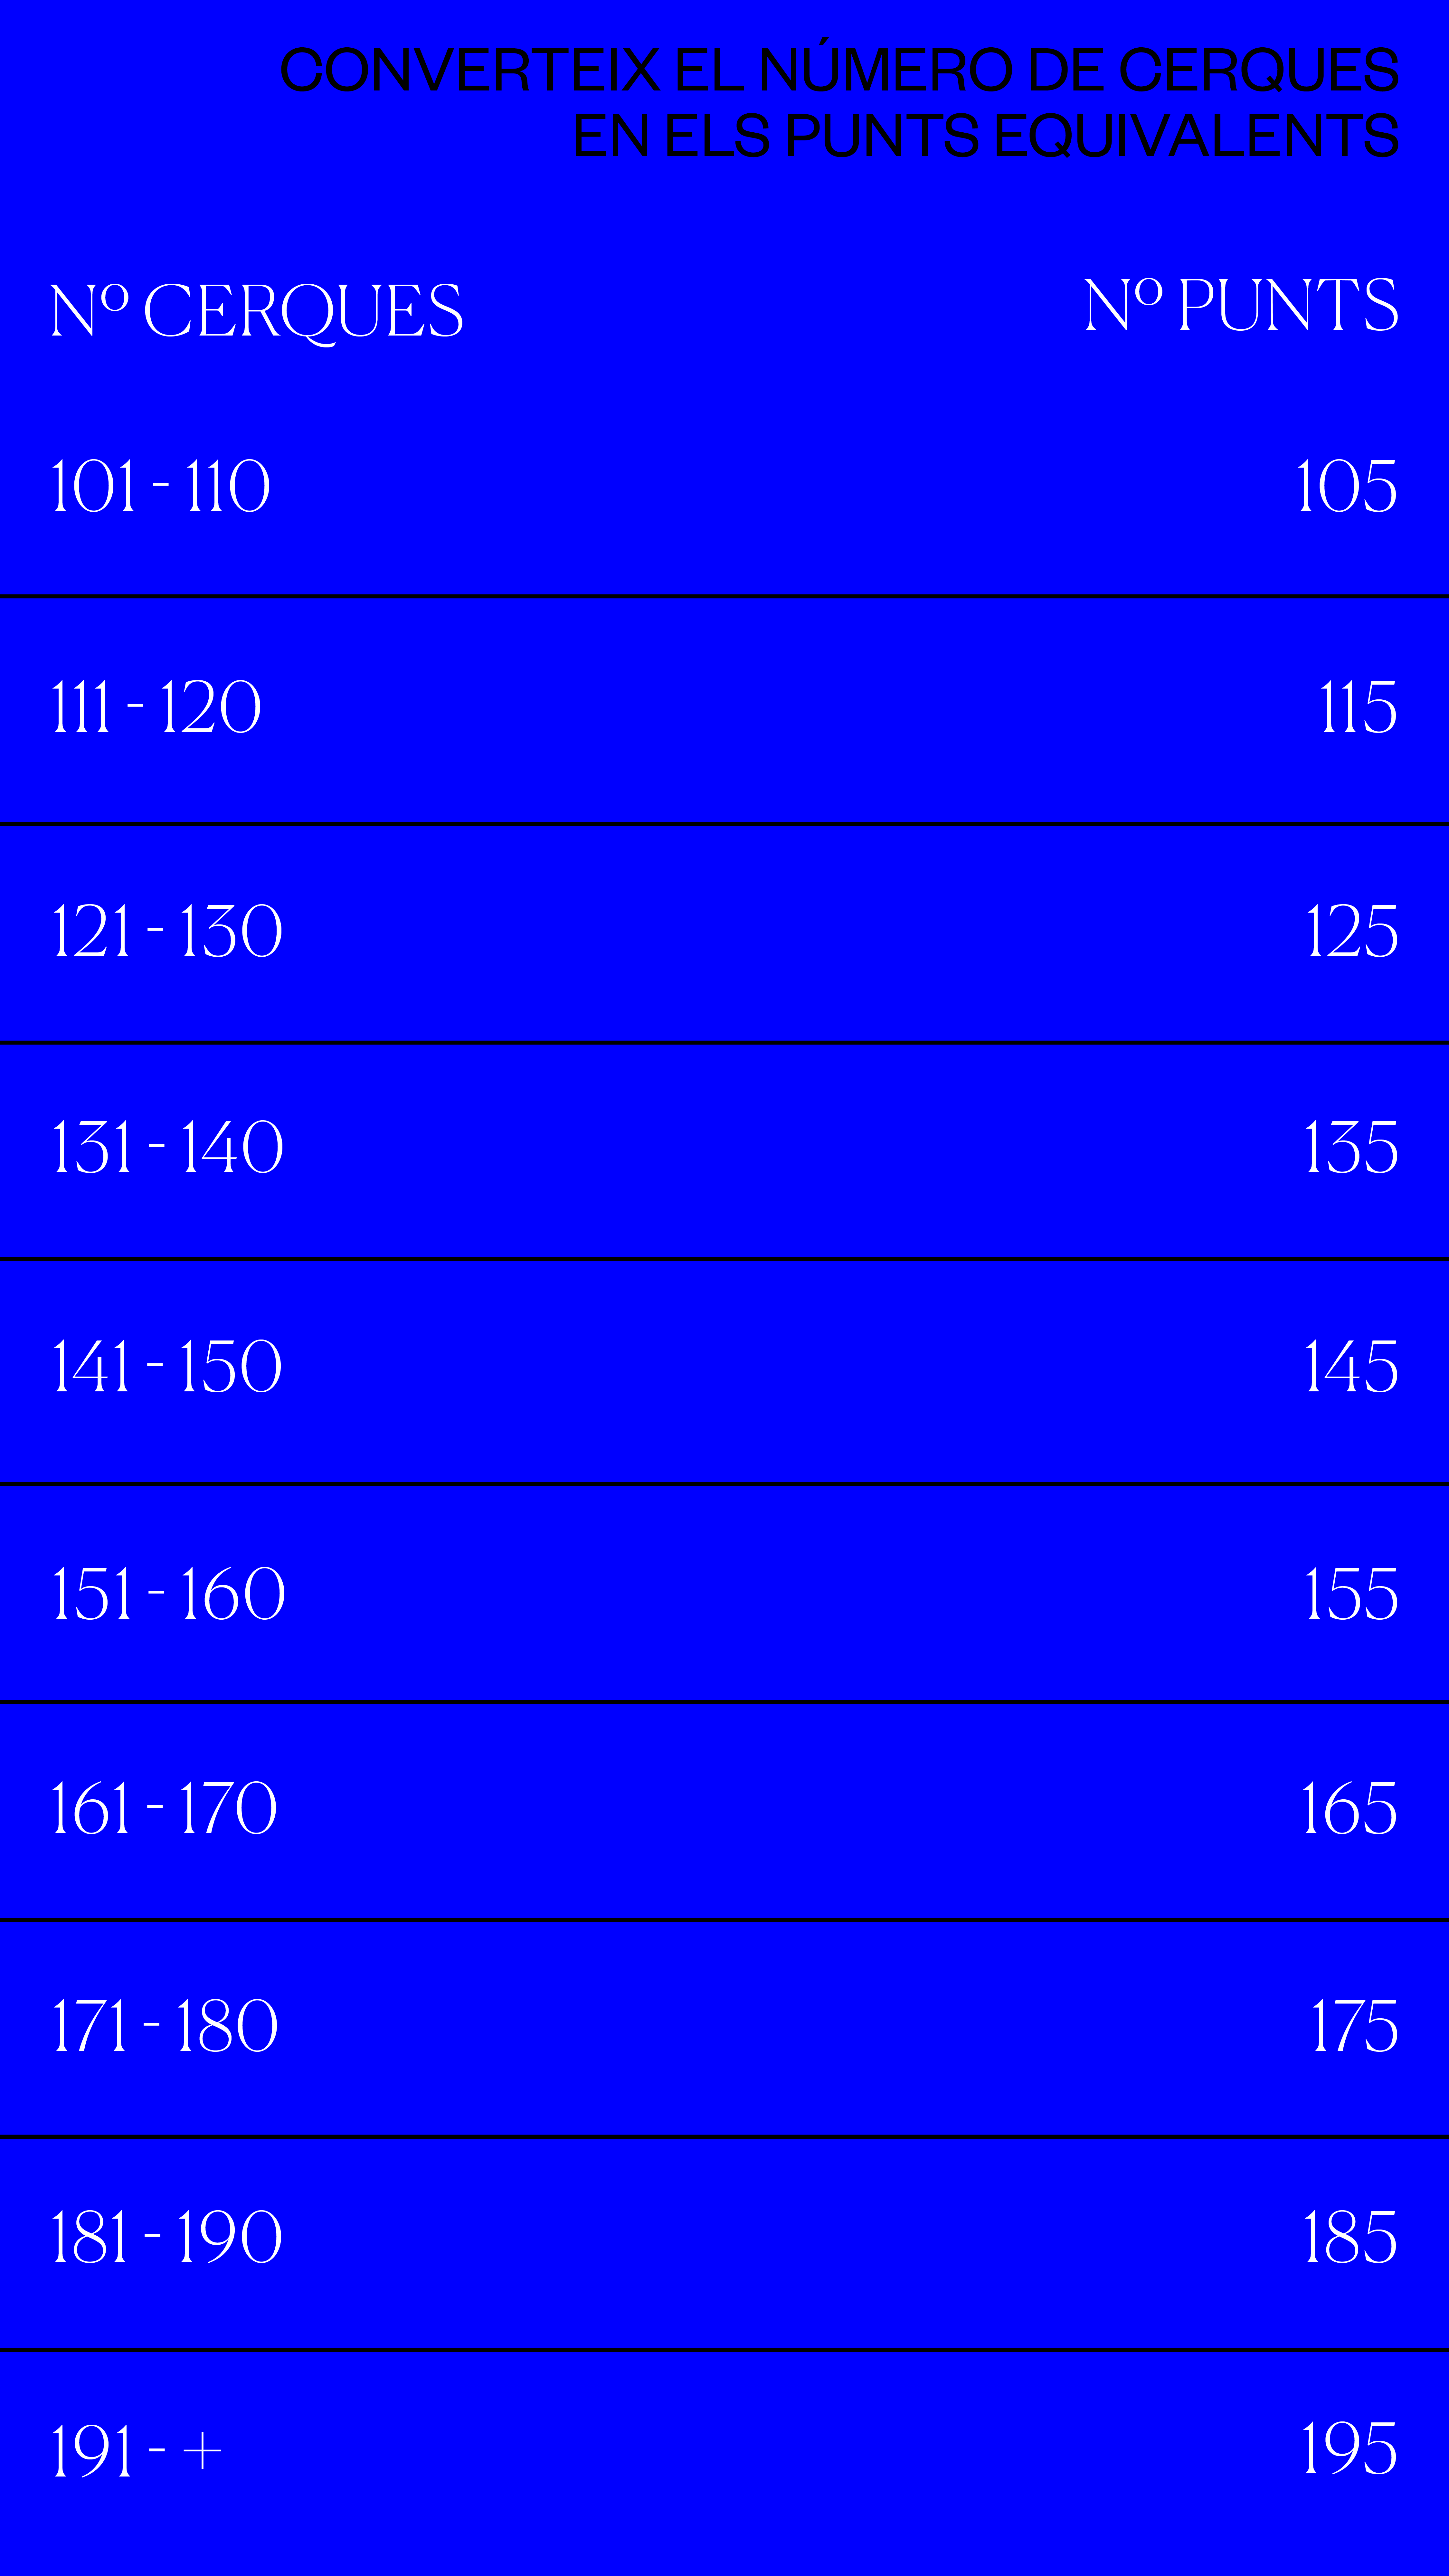 CONVERTEIX EL NÚMERO DE CERQUES
EN ELS PUNTS EQUIVALENTS
Nº CERQUES Nº PUNTS
101 - 110 105
111 - 120 115
121 - 130 125
131 - 140 135
141 - 150 145
151 - 160 155
161 - 170 165
171 - 180 175
181 - 190 185
191 - + 195